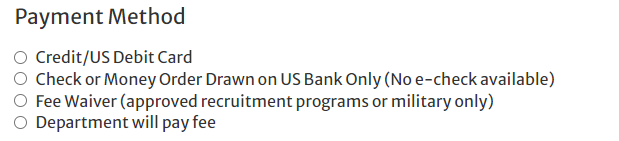 Payment Method
Credit/US Debit Card
Check or Money Order Drawn on US Bank Only (No e-check available)
Fee Waiver (approved recruitment programs or military only)
Department will pay fee